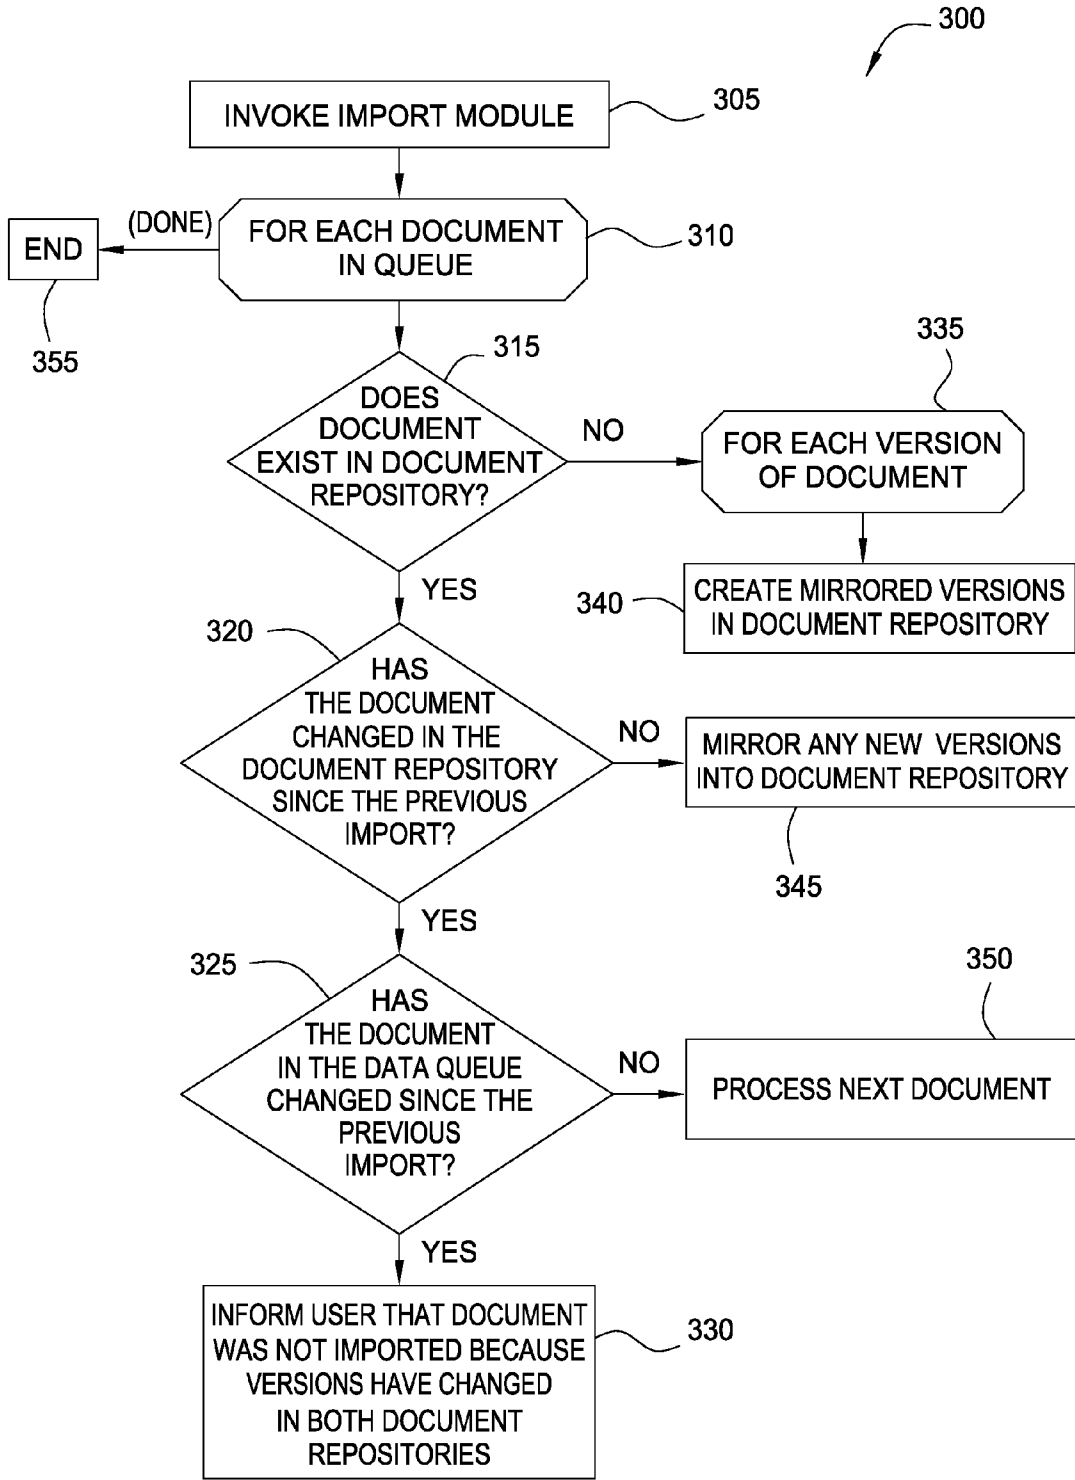 300
INVOKE IMPORT MODULE
305
(DONE)
END
FOR EACH DOCUMENT
IN QUEUE
310
355
315
335
DOES
DOCUMENT
EXIST IN DOCUMENT
REPOSITORY?
NO
FOR EACH VERSION
OF DOCUMENT
YES
340
CREATE MIRRORED VERSIONS
IN DOCUMENT REPOSITORY
320
HAS
THE DOCUMENT
CHANGED IN THE
DOCUMENT REPOSITORY
SINCE THE PREVIOUS
IMPORT?
NO
MIRROR ANY NEW VERSIONS
INTO DOCUMENT REPOSITORY
345
YES
325
350
HAS
THE DOCUMENT
IN THE DATA QUEUE
CHANGED SINCE THE
PREVIOUS
IMPORT?
NO
PROCESS NEXT DOCUMENT
YES
INFORM USER THAT DOCUMENT
WAS NOT IMPORTED BECAUSE
VERSIONS HAVE CHANGED
IN BOTH DOCUMENT
REPOSITORIES
330